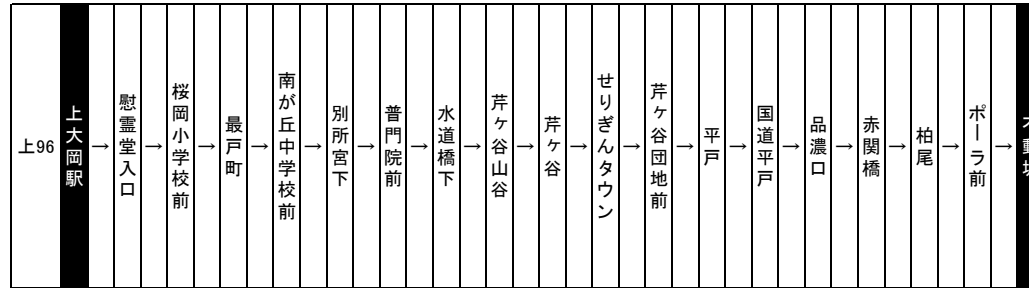 上96
上大岡駅
→
慰霊堂入口
→
桜岡小学校前
→
最戸町
→
南が丘中学校前
→
別所宮下
→
普門院前
→
水道橋下
→
芹ヶ谷山谷
→
芹ヶ谷
→
せりぎんタウン
→
芹ヶ谷団地前
→
平戸
→
国道平戸
→
品濃口
→
赤関橋
→
柏尾
→
ポーラ前
→